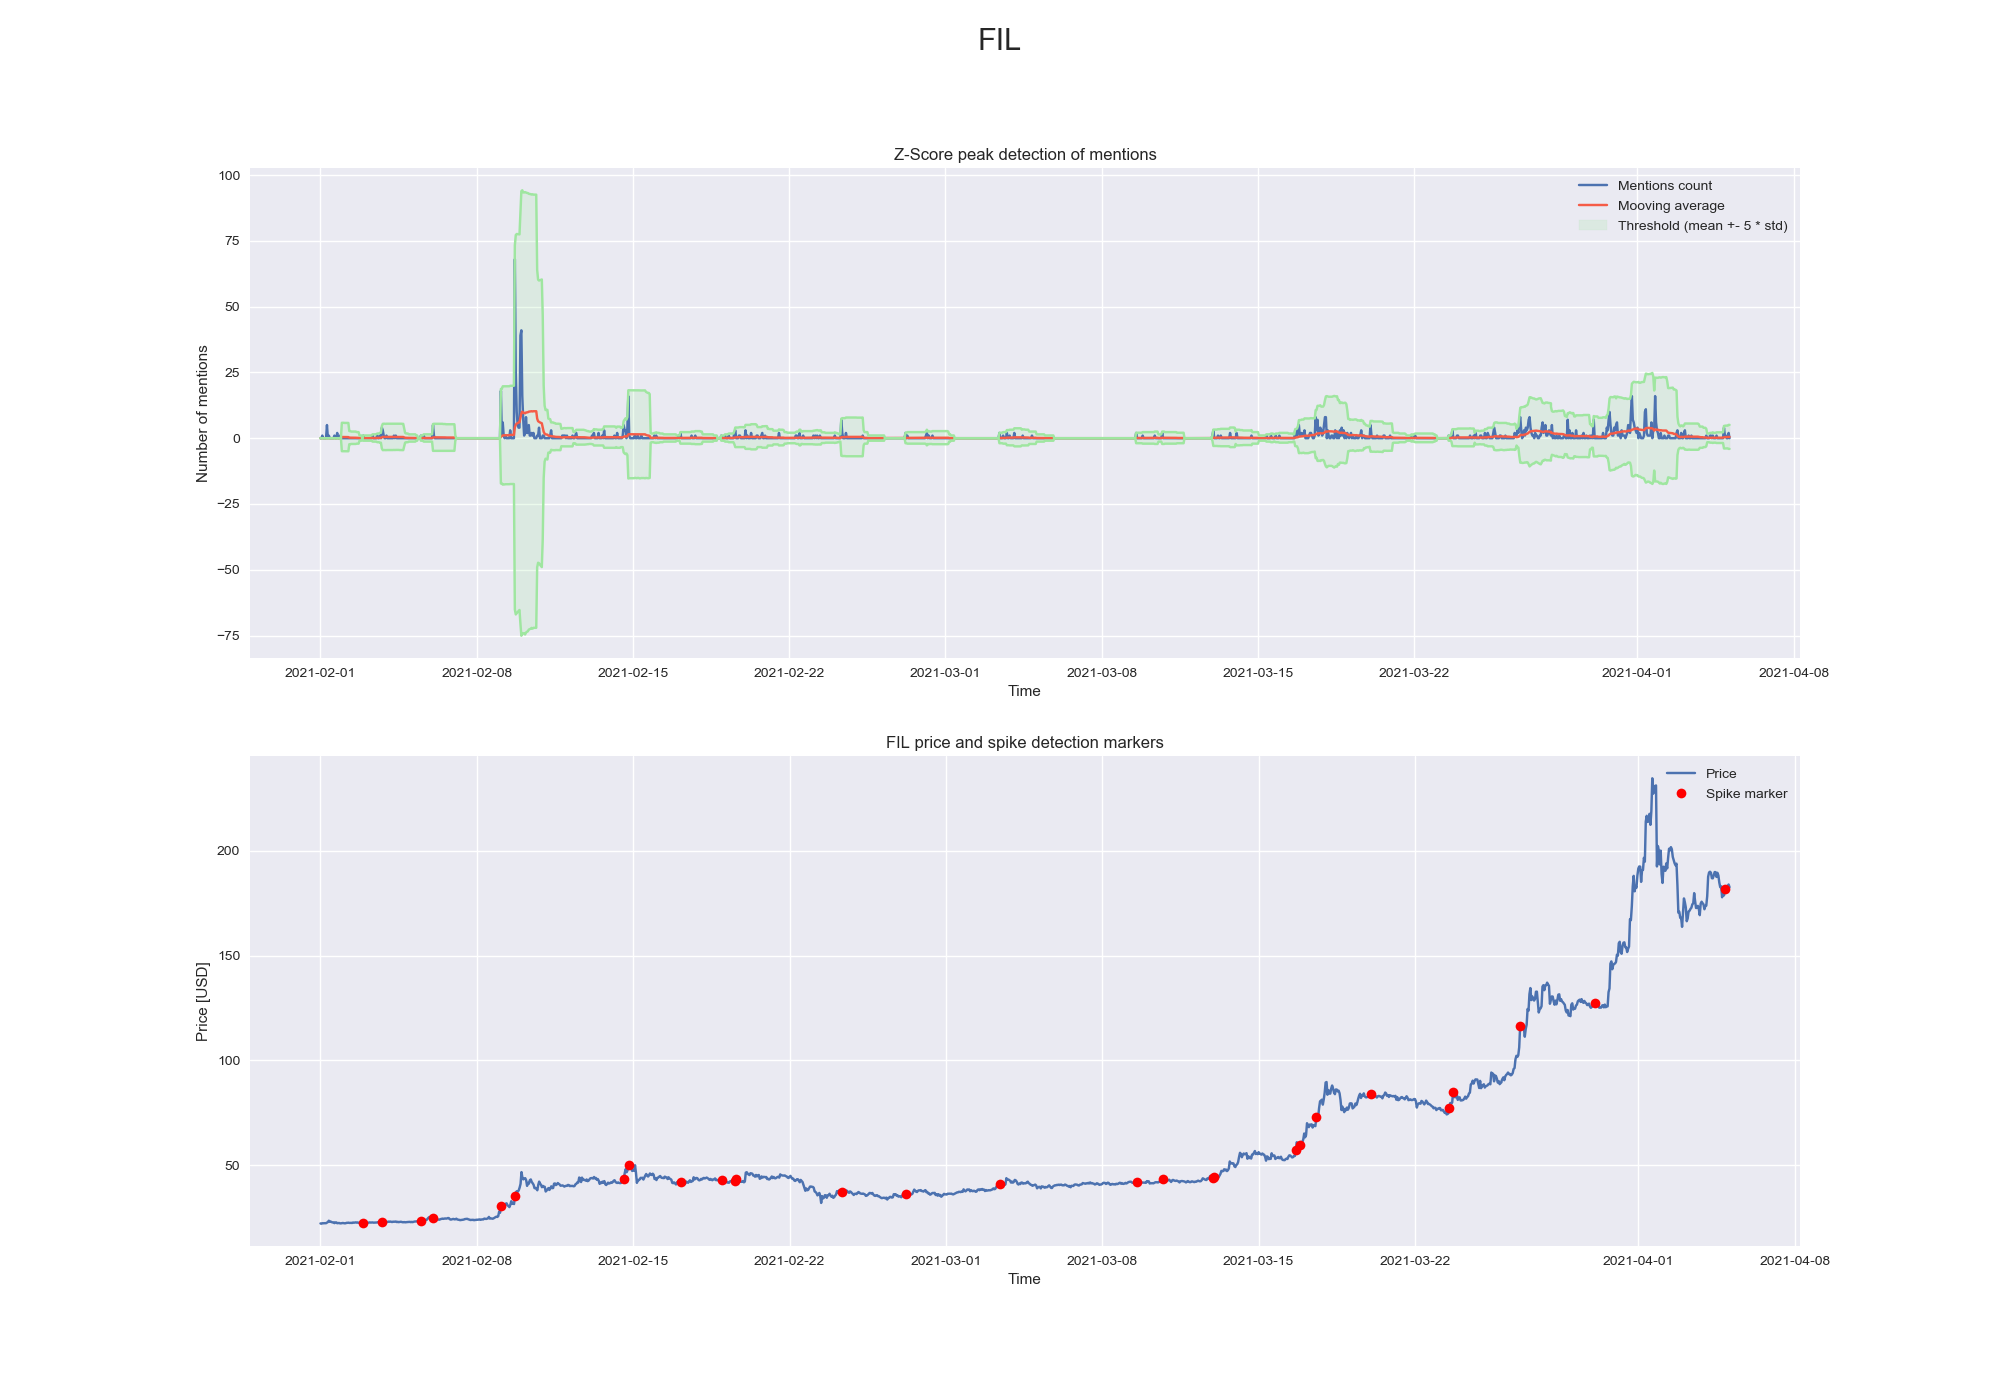 FIL
Z-Score peak detection of mentions
Mentions count
Mooving average
Threshold (mean +- 5 * std)
Number of mentions
100
75
50
25
0
−25
−50
−75
2021-02-01 2021-02-08 2021-02-15 2021-02-22 2021-03-01 2021-03-08 2021-03-15 2021-03-22 2021-04-01 2021-04-08
Time
FIL price and spike detection markers
Price
Spike marker
Price [USD]
200
150
100
50
2021-02-01 2021-02-08 2021-02-15 2021-02-22 2021-03-01 2021-03-08 2021-03-15 2021-03-22 2021-04-01 2021-04-08
Time